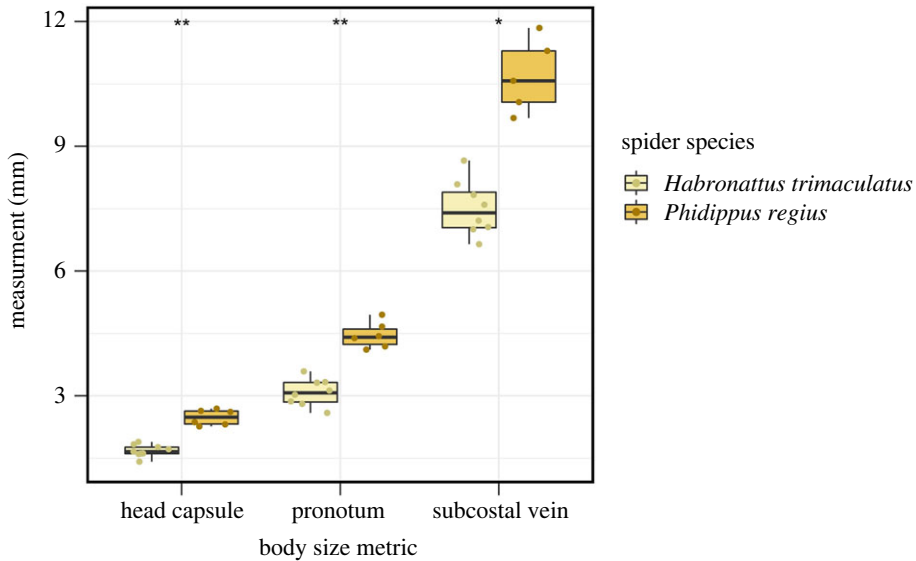 12
**
**
*
9
6
3
measurment (mm)
head capsule
pronotum
subcostal vein
body size metric
spider species
Habronattus trimaculatus
Phidippus regius